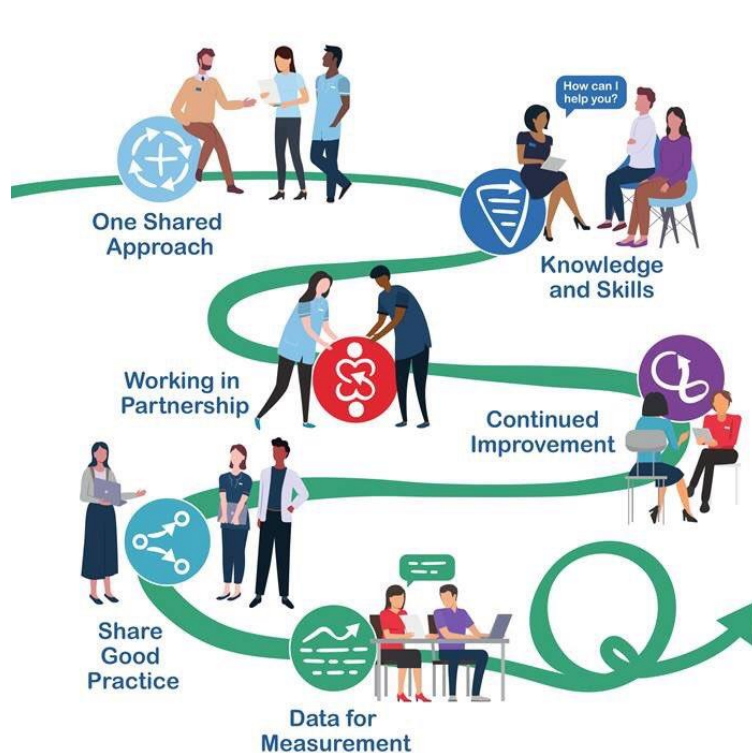 How can I
help you?
One Shared
Approach
Knowledge
and Skills
Working in
Partnership
Continued
Improvement
Share
Good
Practice
Data for
Measurement